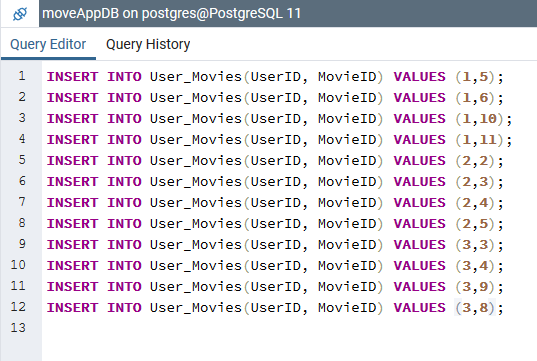 moveAppDB on postgres@PostgreSQL 11
Query Editor Query History
1 INSERT INTO User_Movies(UserID, MovieID) VALUES (1,5);
2 INSERT INTO User_Movies(UserID, MovieID) VALUES (1,6);
3 INSERT INTO User_Movies(UserID, MovieID) VALUES (1,10);
4 INSERT INTO User_Movies(UserID, MovieID) VALUES (1,11);
5 INSERT INTO User_Movies(UserID, MovieID) VALUES (2,2);
6 INSERT INTO User_Movies(UserID, MovieID) VALUES (2,3);
7 INSERT INTO User_Movies(UserID, MovieID) VALUES (2,4);
8 INSERT INTO User_Movies(UserID, MovieID) VALUES (2,5);
9 INSERT INTO User_Movies(UserID, MovieID) VALUES (3,3);
10 INSERT INTO User_Movies(UserID, MovieID) VALUES (3,4);
11 INSERT INTO User_Movies(UserID, MovieID) VALUES (3,9);
12 INSERT INTO User_Movies(UserID, MovieID) VALUES (3,8);
13